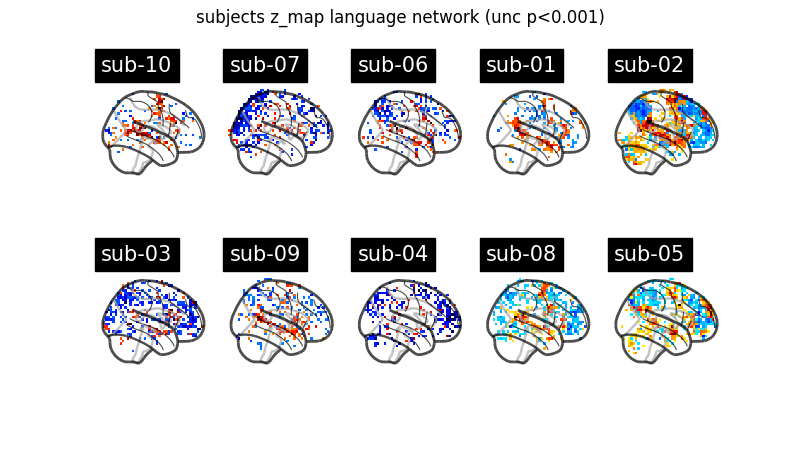 subjects z_map language network (unc p<0.001)
sub-10
sub-07
sub-06
sub-01
sub-02
sub-03
sub-09
sub-04
sub-08
sub-05